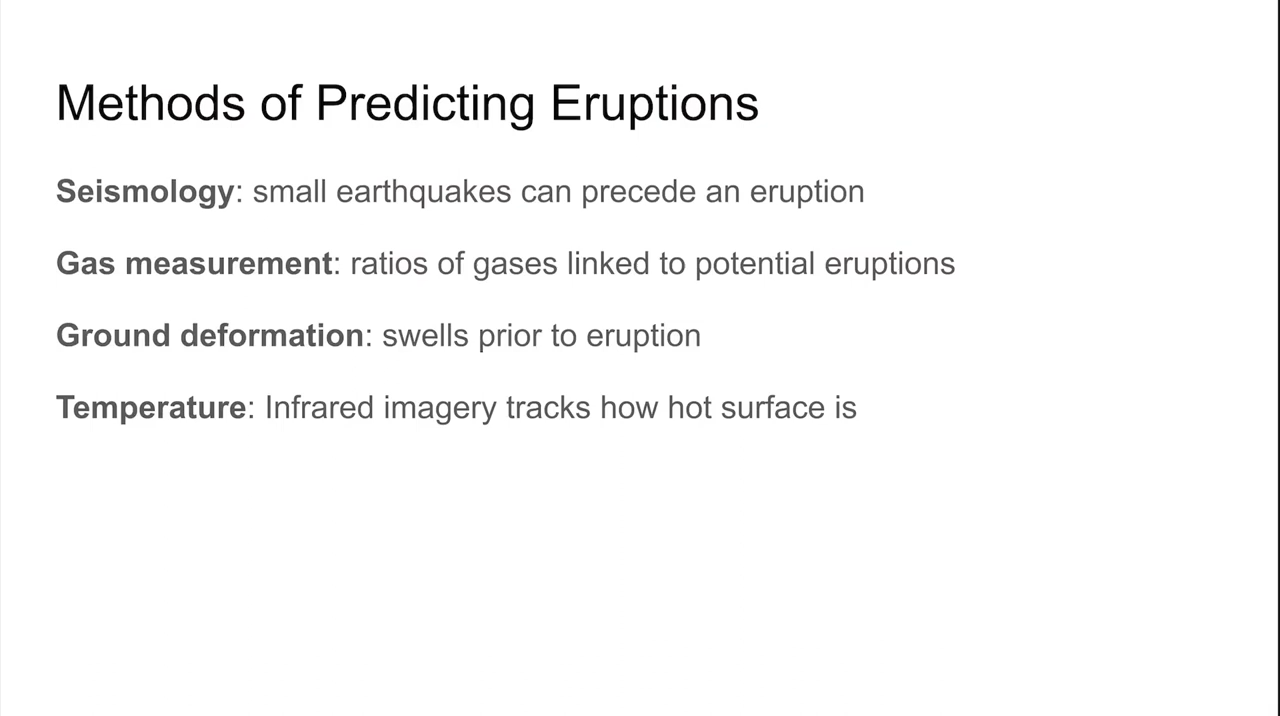 Methods of Predicting Eruptions
Seismology: small earthquakes can precede an eruption
Gas measurement: ratios of gases linked to potential eruptions
Ground deformation: swells prior to eruption
Temperature: Infrared imagery tracks how hot surface is